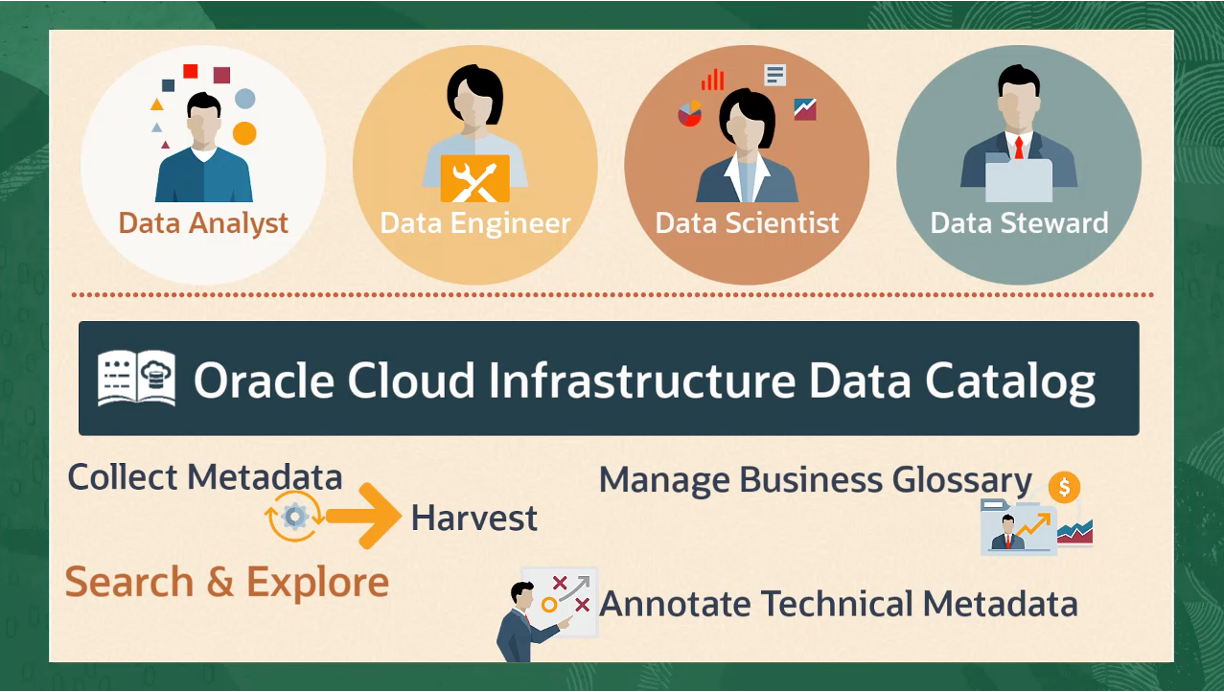 Data Analyst
Data Engineer
Data Scientist
Data Steward
Oracle Cloud Infrastructure Data Catalog
Collect Metadata
Harvest
Manage Business Glossary
$
Search & Explore
Annotate Technical Metadata